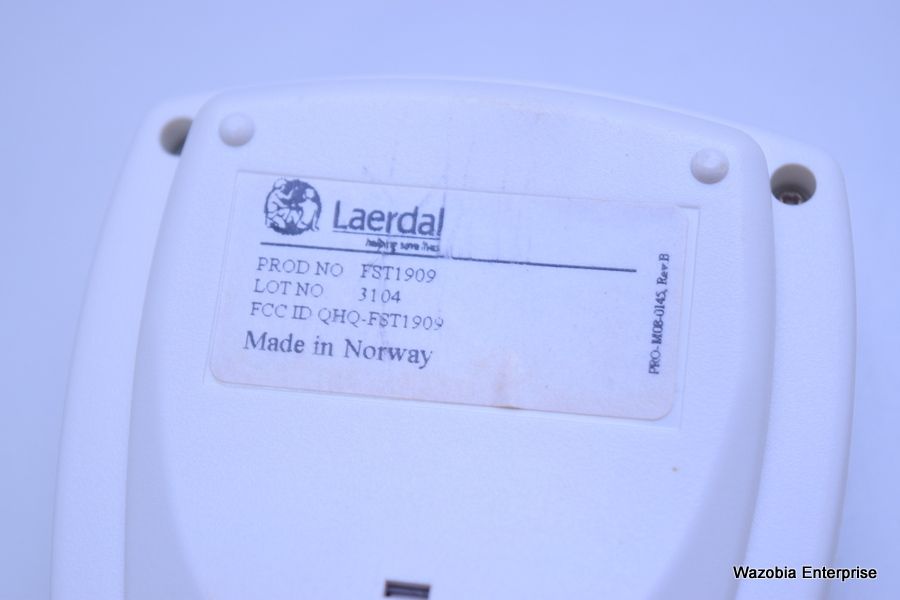 Laerdal
helping save lives
PROD NO FST1909
LOT NO 3104
FCC ID QHQ-FST1909
Made in Norway
PRO-M08-0145, Rev.B
Wazobia Enterprise